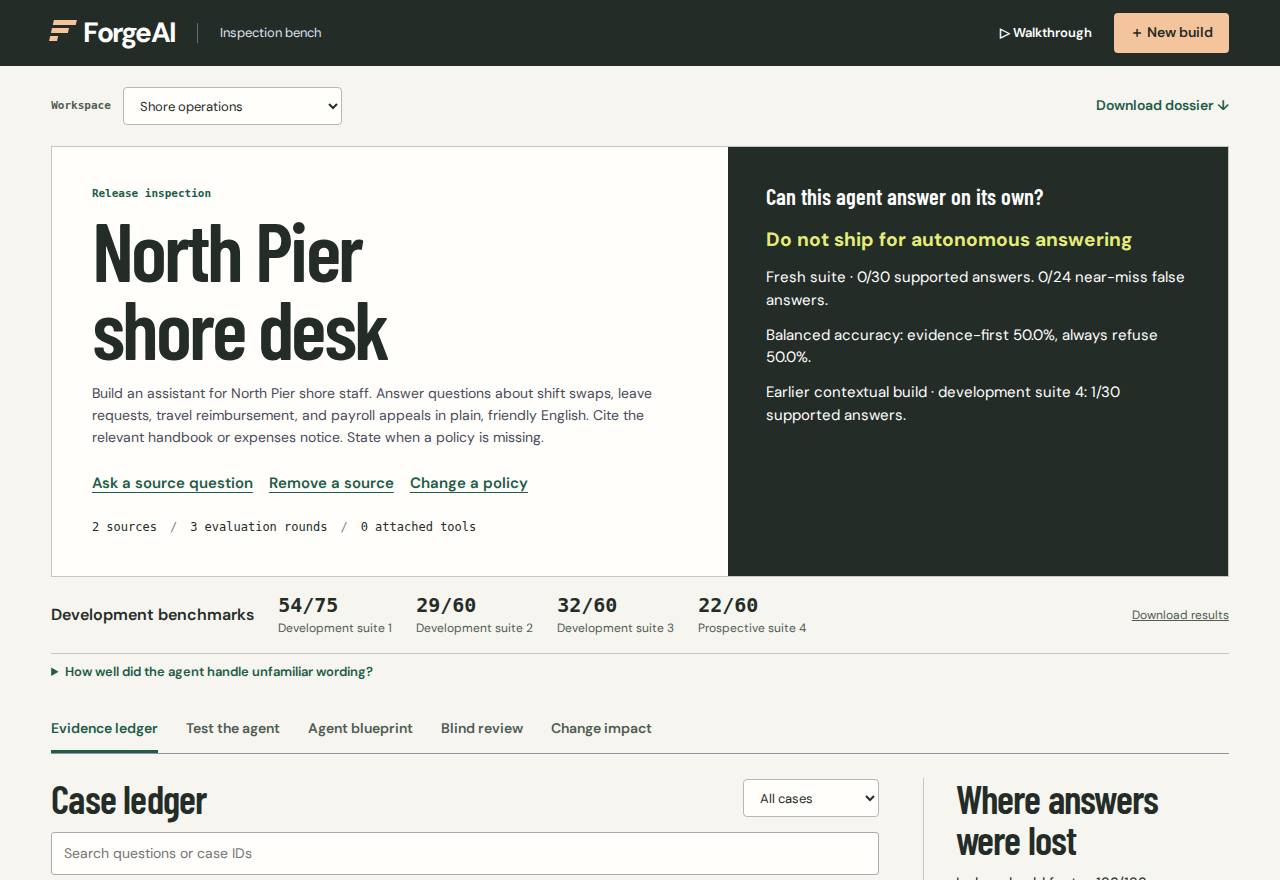 ForgeAI
Inspection bench
▷ Walkthrough
+ New build
Workspace
Shore operations
Download dossier ↓
Release inspection
North Pier
shore desk
Build an assistant for North Pier shore staff. Answer questions about shift swaps, leave
requests, travel reimbursement, and payroll appeals in plain, friendly English. Cite the
relevant handbook or expenses notice. State when a policy is missing.
Ask a source question
Remove a source
Change a policy
2 sources / 3 evaluation rounds / 0 attached tools
Can this agent answer on its own?
Do not ship for autonomous answering
Fresh suite · 0/30 supported answers. 0/24 near-miss false
answers.
Balanced accuracy: evidence-first 50.0%, always refuse
50.0%.
Earlier contextual build · development suite 4: 1/30
supported answers.
Development benchmarks
54/75
Development suite 1
29/60
Development suite 2
32/60
Development suite 3
22/60
Prospective suite 4
Download results
▶ How well did the agent handle unfamiliar wording?
Evidence ledger
Test the agent
Agent blueprint
Blind review
Change impact
Case ledger
All cases
Search questions or case IDs
Where answers
were lost